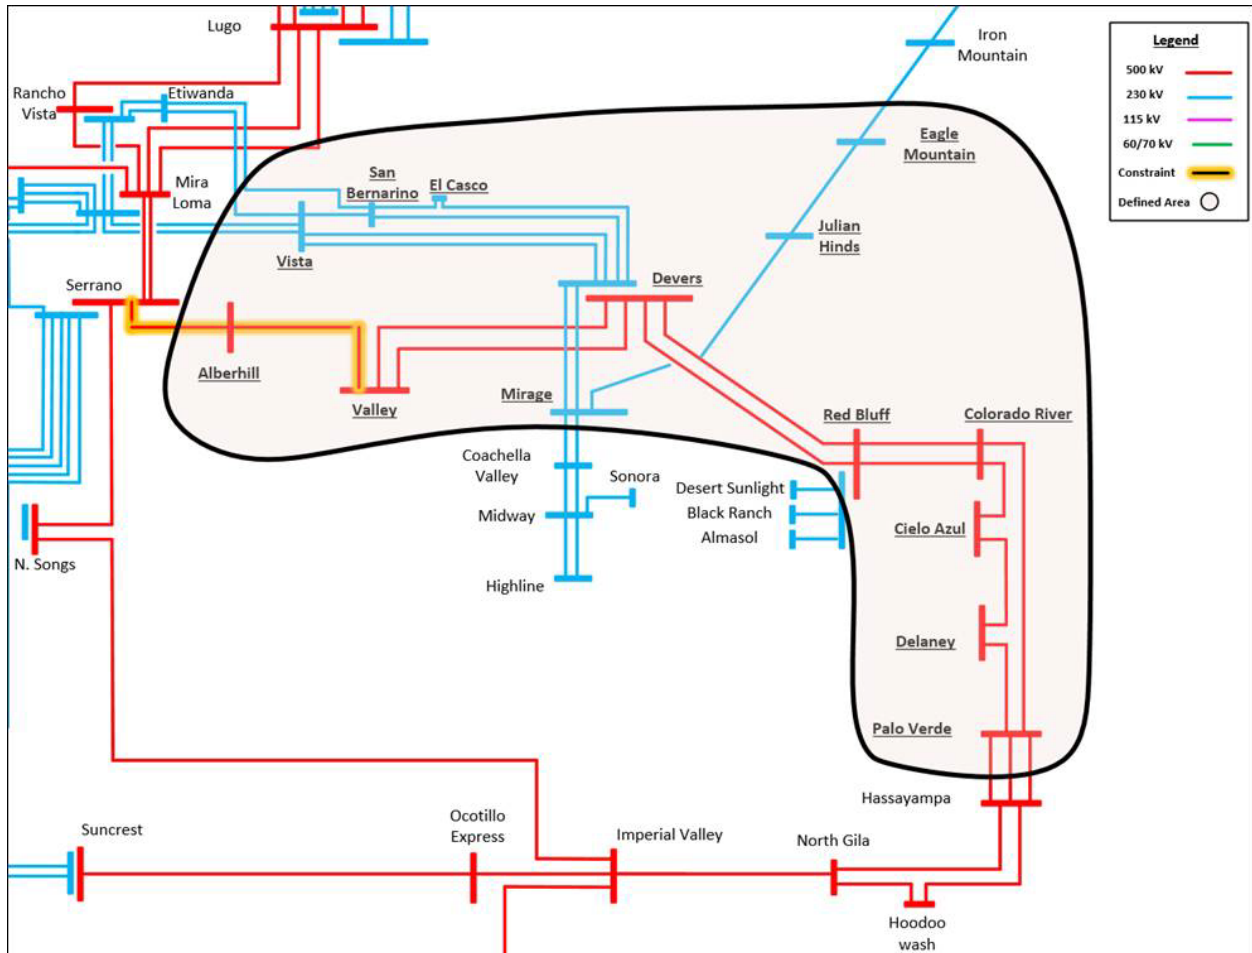 Lugo
Iron
Mountain
Legend
500 kV
230 kV
115 kV
60/70 kV
Constraint
Defined Area
Rancho
Vista
Etiwanda
Eagle
Mountain
San
Bernarino
El Casco
Mira
Loma
Julian
Hinds
Vista
Serrano
Devers
Alberhill
Valley
Mirage
Red Bluff
Colorado River
Coachella
Valley
Sonora
Desert Sunlight
Midway
Black Ranch
Almasol
Cielo Azul
N. Songs
Highline
Delaney
Palo Verde
Hassayampa
Suncrest
Ocotillo
Express
Imperial Valley
North Gila
Hoodoo
wash